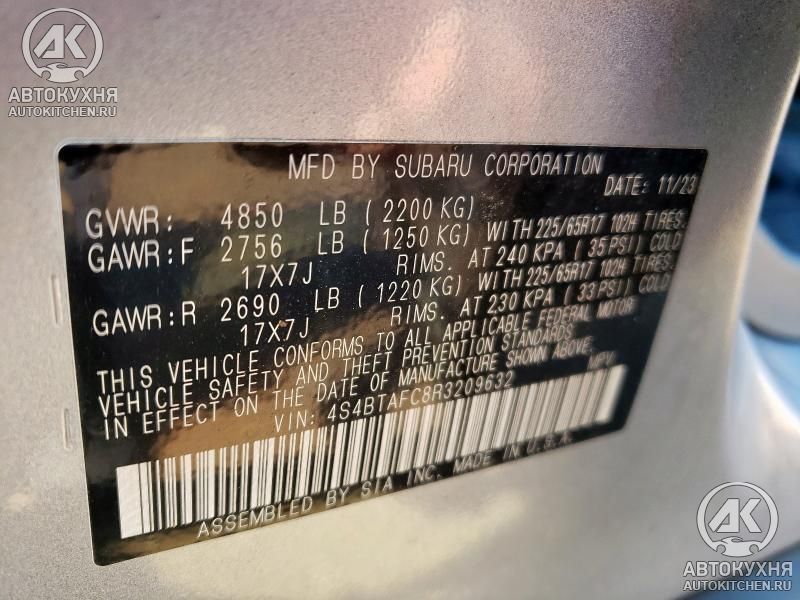 АК
АВТОКУХНЯ
AUTOKITCHEN.RU
MFD BY SUBARU CORPORATION
DATE: 11/23
GVWR: 4850 LB (2200 KG)
GAWR:F 2756 LB (1250 KG) WITH 225/65R17 102H TIRES.
17X7J RIMS. AT 240 KPA (35 PSI) COLD
GAWR:R 2690 LB (1220 KG) WITH 225/65R17 102H TIRES.
17X7J RIMS. AT 230 KPA (33 PSI) COLD
THIS VEHICLE CONFORMS TO ALL APPLICABLE FEDERAL MOTOR
VEHICLE SAFETY AND THEFT PREVENTION STANDARDS
IN EFFECT ON THE DATE OF MANUFACTURE SHOWN ABOVE.
VIN: 4S4BTAFC8R3209632 MPV
ASSEMBLED BY SIA INC. MADE IN U.S.A.
АК
АВТОКУХНЯ
AUTOKITCHEN.RU